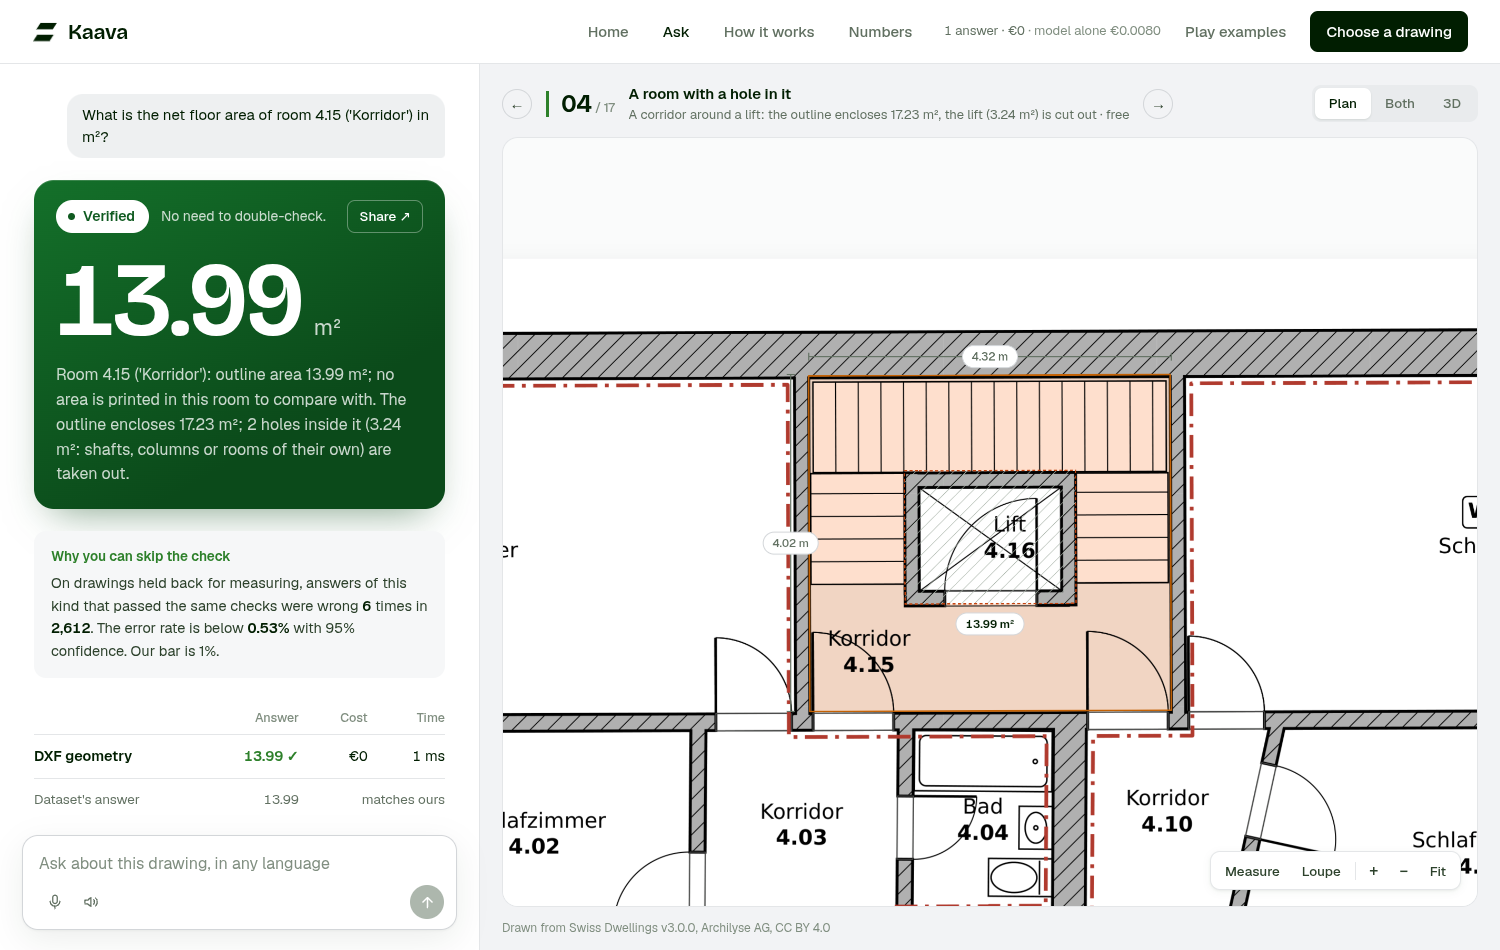 Kaava
Home
Ask
How it works
Numbers
1 answer · €0 · model alone €0.0080
Play examples
Choose a drawing
What is the net floor area of room 4.15 ('Korridor') in
m²?
Verified
No need to double-check.
Share ↗
13.99 m²
Room 4.15 ('Korridor'): outline area 13.99 m²; no
area is printed in this room to compare with. The
outline encloses 17.23 m²; 2 holes inside it (3.24
m²: shafts, columns or rooms of their own) are
taken out.
Why you can skip the check
On drawings held back for measuring, answers of this
kind that passed the same checks were wrong 6 times in
2,612. The error rate is below 0.53% with 95%
confidence. Our bar is 1%.
Answer Cost Time
DXF geometry 13.99 ✓ €0 1 ms
Dataset's answer 13.99 matches ours
Ask about this drawing, in any language
←
04 / 17
A room with a hole in it
A corridor around a lift: the outline encloses 17.23 m², the lift (3.24 m²) is cut out · free
→
Plan
Both
3D
4.32 m
4.02 m
Lift
4.16
13.99 m²
Korridor
4.15
er
Sch
lafzimmer
4.02
Korridor
4.03
Bad
4.04
Korridor
4.10
Schlaf
4.
Measure
Loupe
+
−
Fit
Drawn from Swiss Dwellings v3.0.0, Archilyse AG, CC BY 4.0